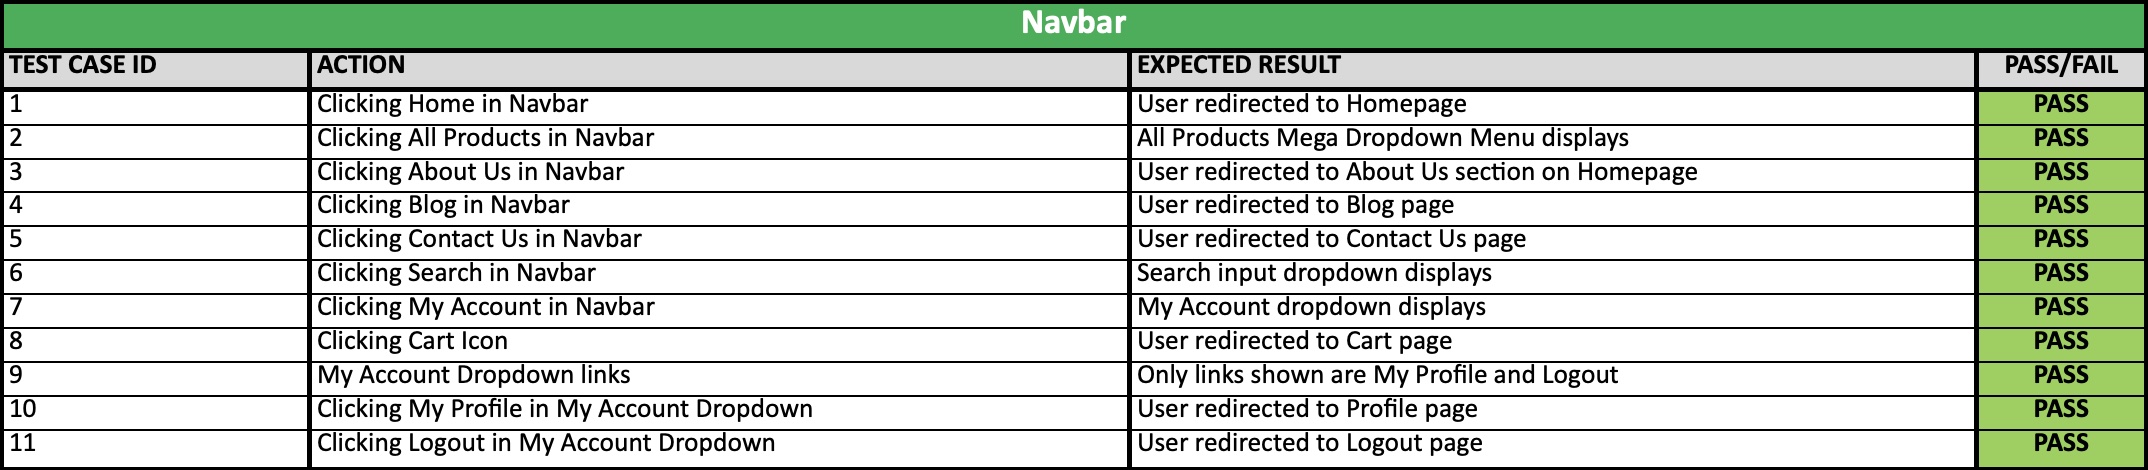 Navbar
TEST CASE ID ACTION EXPECTED RESULT PASS/FAIL
1 Clicking Home in Navbar User redirected to Homepage PASS
2 Clicking All Products in Navbar All Products Mega Dropdown Menu displays PASS
3 Clicking About Us in Navbar User redirected to About Us section on Homepage PASS
4 Clicking Blog in Navbar User redirected to Blog page PASS
5 Clicking Contact Us in Navbar User redirected to Contact Us page PASS
6 Clicking Search in Navbar Search input dropdown displays PASS
7 Clicking My Account in Navbar My Account dropdown displays PASS
8 Clicking Cart Icon User redirected to Cart page PASS
9 My Account Dropdown links Only links shown are My Profile and Logout PASS
10 Clicking My Profile in My Account Dropdown User redirected to Profile page PASS
11 Clicking Logout in My Account Dropdown User redirected to Logout page PASS